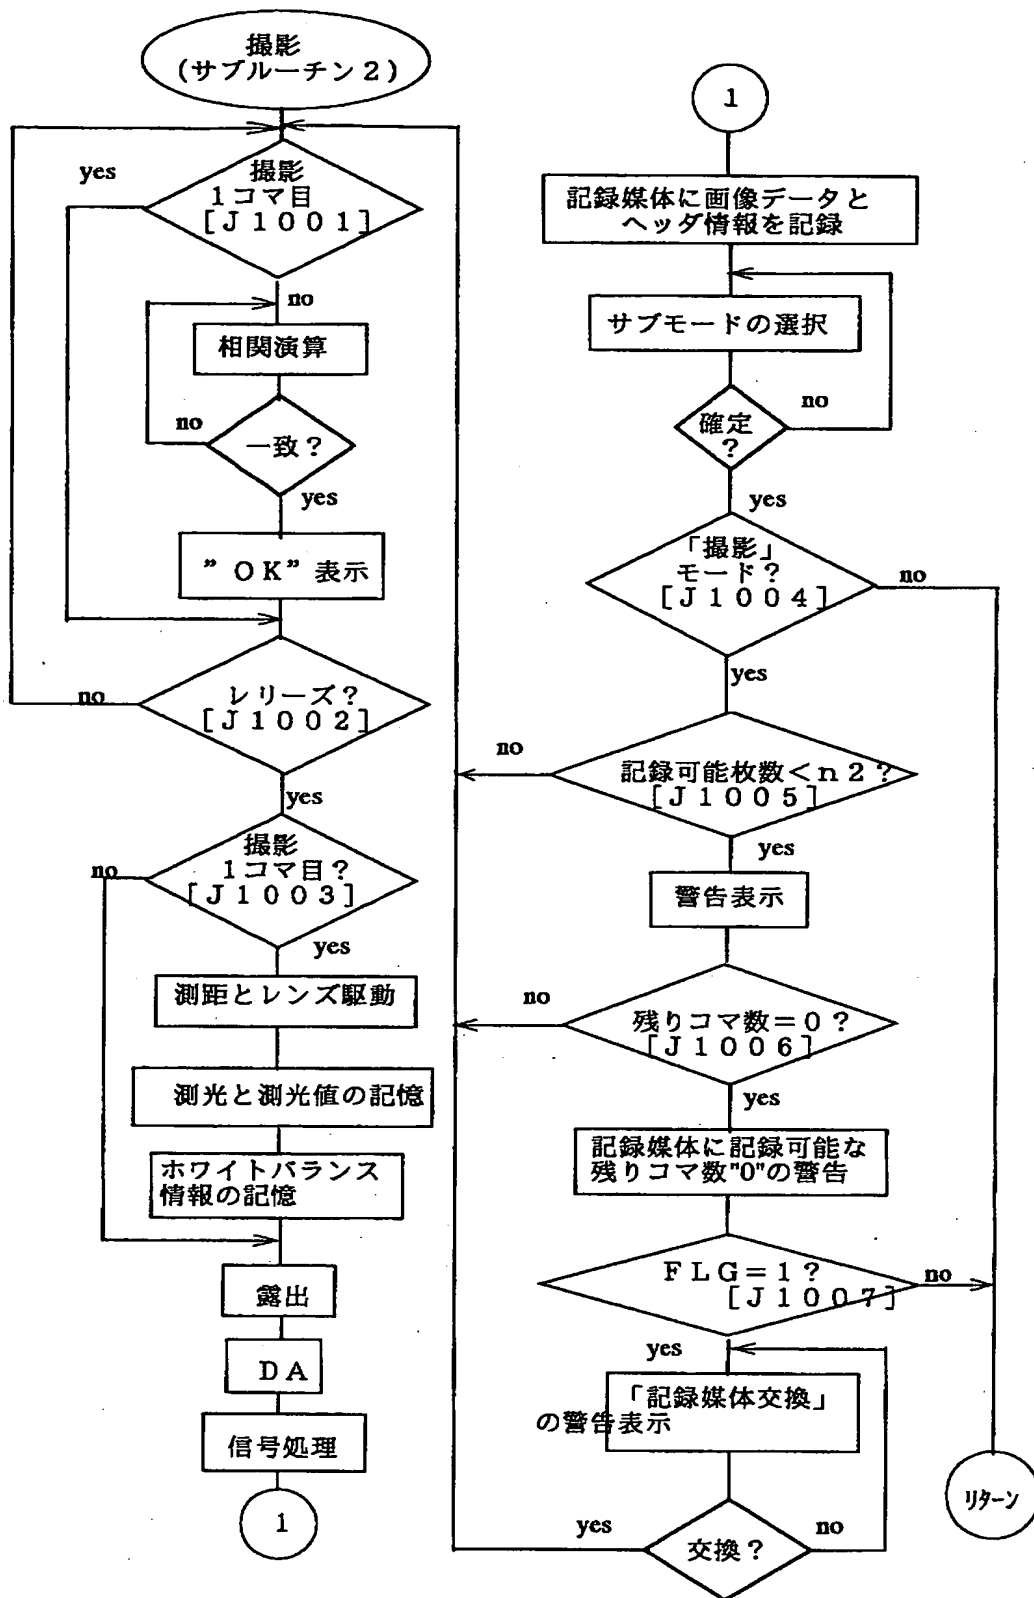 撮影
(サブルーチン2)
yes
撮影
1コマ目
[J1001]
no
相関演算
no
一致?
yes
”OK”表示
no
レリーズ?
[J1002]
yes
撮影
no
1コマ目?
[J1003]
yes
測距とレンズ駆動
測光と測光値の記憶
ホワイトバランス
情報の記憶
露出
DA
信号処理
1
1
記録媒体に画像データと
ヘッダ情報を記録
サブモードの選択
no
確定
?
yes
「撮影」
モード?
no
[J1004]
yes
no
記録可能枚数<n2?
[J1005]
yes
警告表示
no
残りコマ数=0?
[J1006]
yes
記録媒体に記録可能な
残りコマ数"0"の警告
FLG=1?
no
[J1007]
yes
「記録媒体交換」
の警告表示
yes
no
交換?
リターン